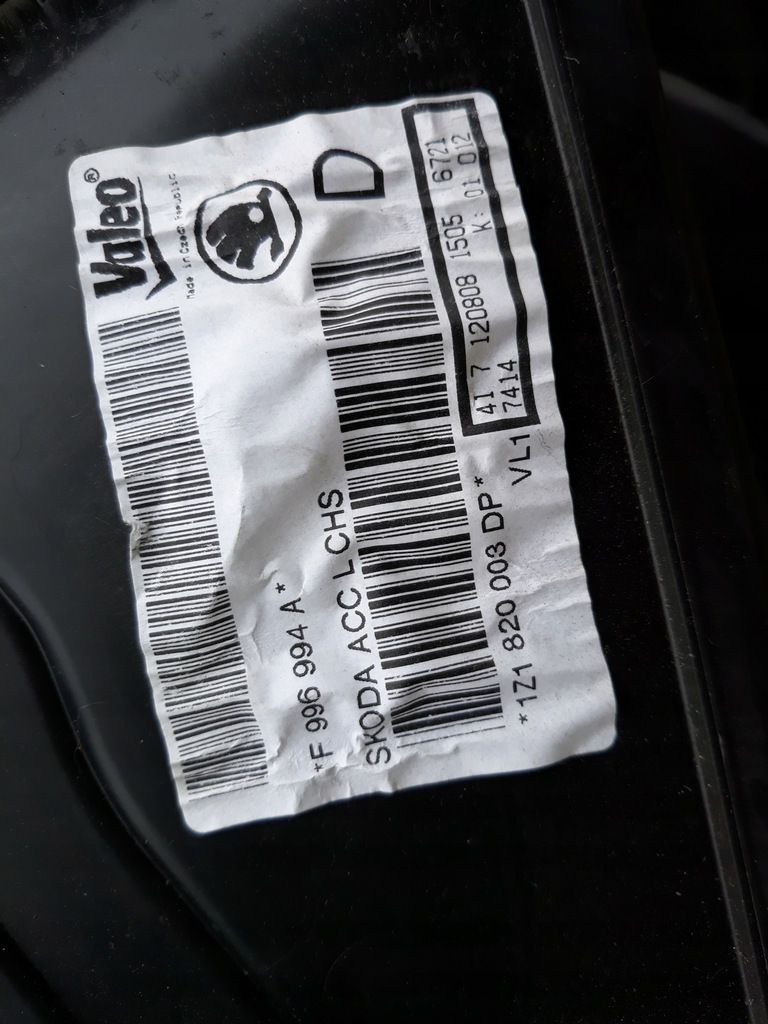 Valeo®
Made in Czech Republic
*F 996 994 A*
SKODA ACC L CHS
D
*1Z1 820 003 DP*
41 7 120808 1505 6721
7414 K: 01 012
VL1